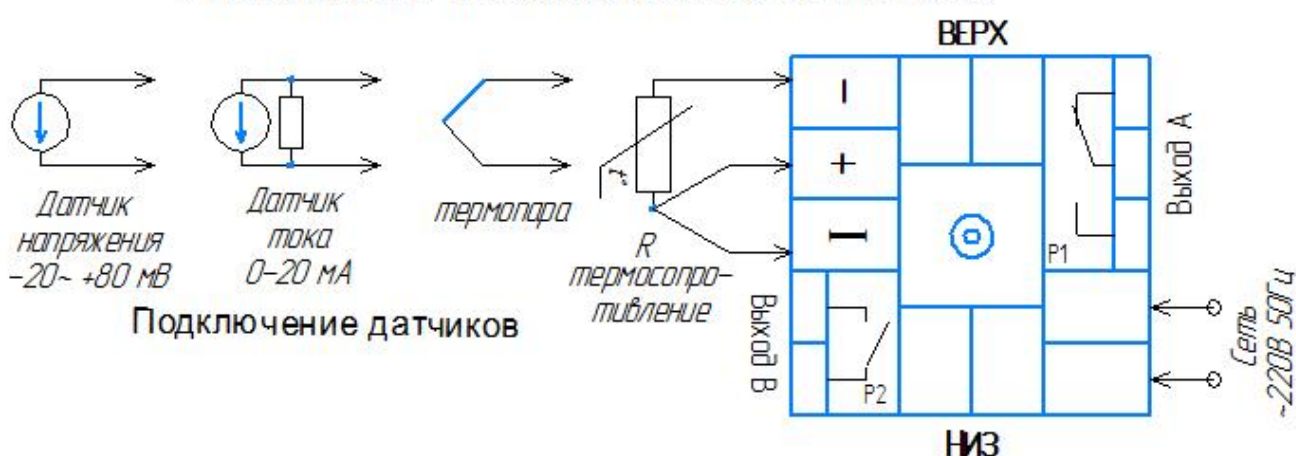 ВЕРХ
Датчик
напряжения
-20~ +80 мВ
Датчик
тока
0-20 мА
термопара
t°
R
термосопро-
тивление
Подключение датчиков
−
+
I
Выход А
P1
Выход В
P2
Сеть
~220В 50Гц
НИЗ